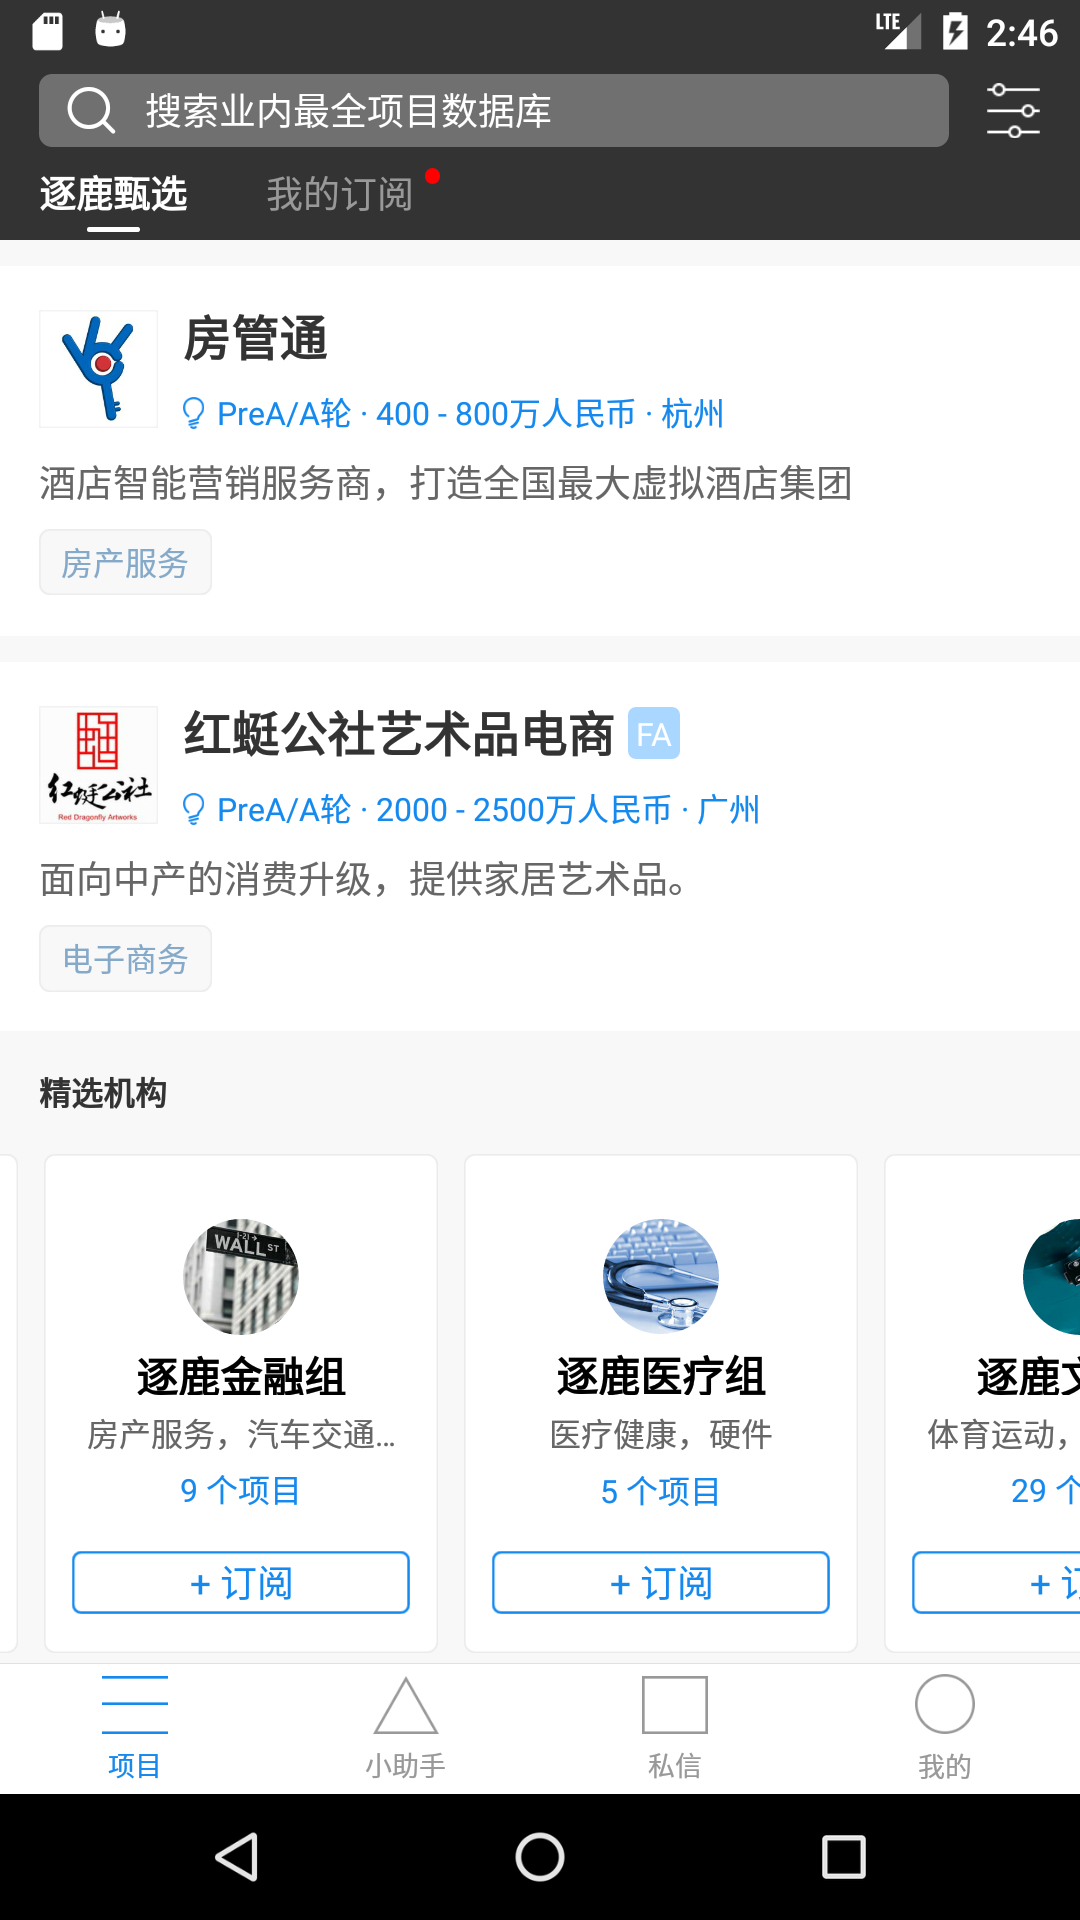 LTE 2:46
搜索业内最全项目数据库
逐鹿甄选 我的订阅
房管通
PreA/A轮 · 400 - 800万人民币 · 杭州
酒店智能营销服务商，打造全国最大虚拟酒店集团
房产服务
红蜓公社艺术品电商 FA
红蜓公社
Red Dragonfly Artworks
PreA/A轮 · 2000 - 2500万人民币 · 广州
面向中产的消费升级，提供家居艺术品。
电子商务
精选机构
WALL ST
逐鹿金融组 逐鹿医疗组 逐鹿文
房产服务，汽车交通... 医疗健康，硬件 体育运动，
9 个项目 5 个项目 29 个
+ 订阅 + 订阅 + 订
项目 小助手 私信 我的